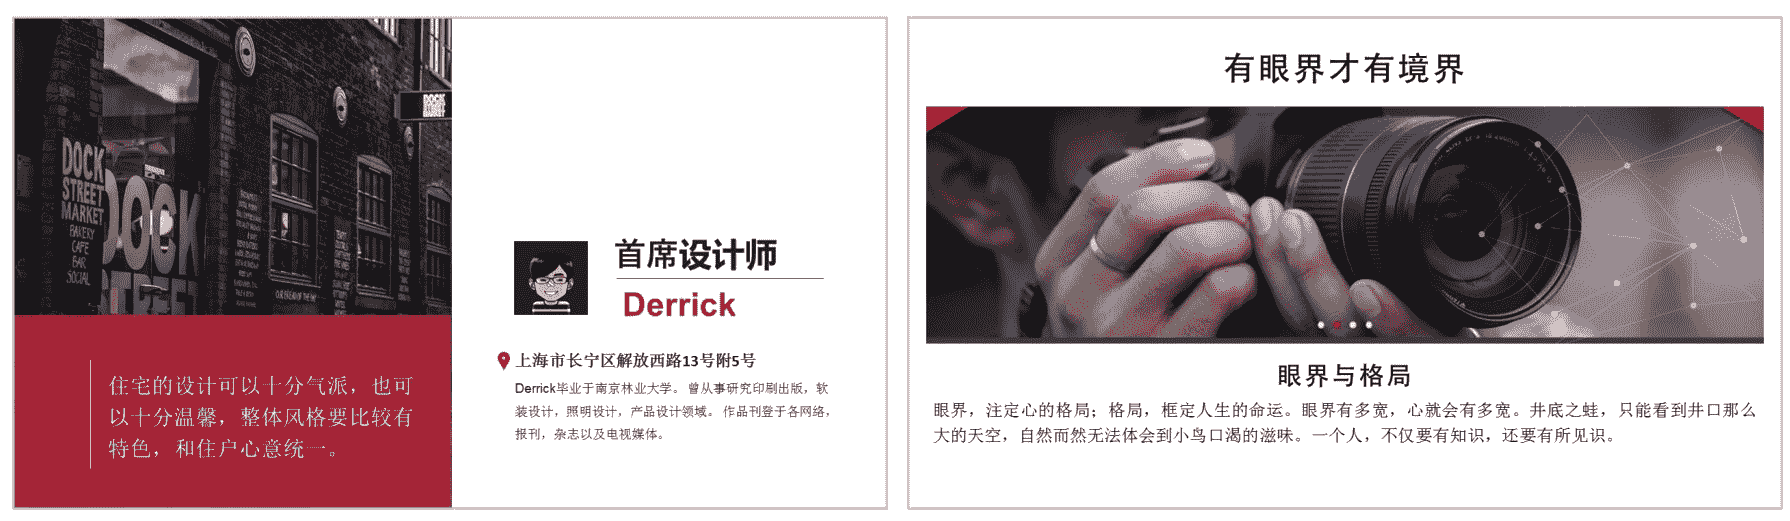 DOCK
STREET
MARKET
BAKERY
CAFE
BAR
SOCIAL
DOCK
STREET
DOCK
STREET
MARKET
住宅的设计可以十分气派，也可
以十分温馨，整体风格要比较有
特色，和住户心意统一。
首席设计师
Derrick
上海市长宁区解放西路13号附5号
Derrick毕业于南京林业大学。 曾从事研究印刷出版，软
装设计，照明设计，产品设计领域。 作品刊登于各网络，
报刊，杂志以及电视媒体。
有眼界才有境界
眼界与格局
眼界，注定心的格局；格局，框定人生的命运。眼界有多宽，心就会有多宽。井底之蛙，只能看到井口那么
大的天空，自然而然无法体会到小鸟口渴的滋味。一个人，不仅要有知识，还要有所见识。